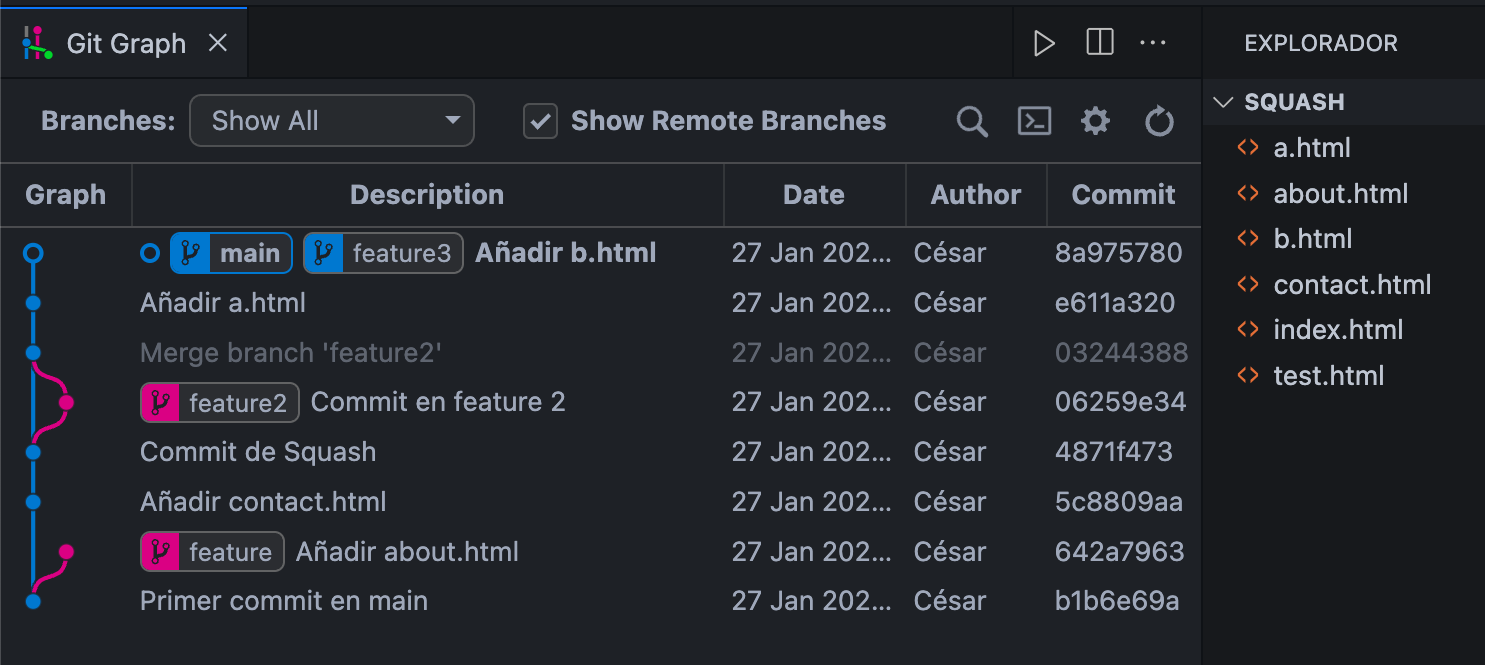 Git Graph
EXPLORADOR
Branches: Show All Show Remote Branches
SQUASH
a.html
about.html
b.html
contact.html
index.html
test.html
Graph Description Date Author Commit
main feature3 Añadir b.html 27 Jan 202... César 8a975780
Añadir a.html 27 Jan 202... César e611a320
Merge branch 'feature2' 27 Jan 202... César 03244388
feature2 Commit en feature 2 27 Jan 202... César 06259e34
Commit de Squash 27 Jan 202... César 4871f473
Añadir contact.html 27 Jan 202... César 5c8809aa
feature Añadir about.html 27 Jan 202... César 642a7963
Primer commit en main 27 Jan 202... César b1b6e69a